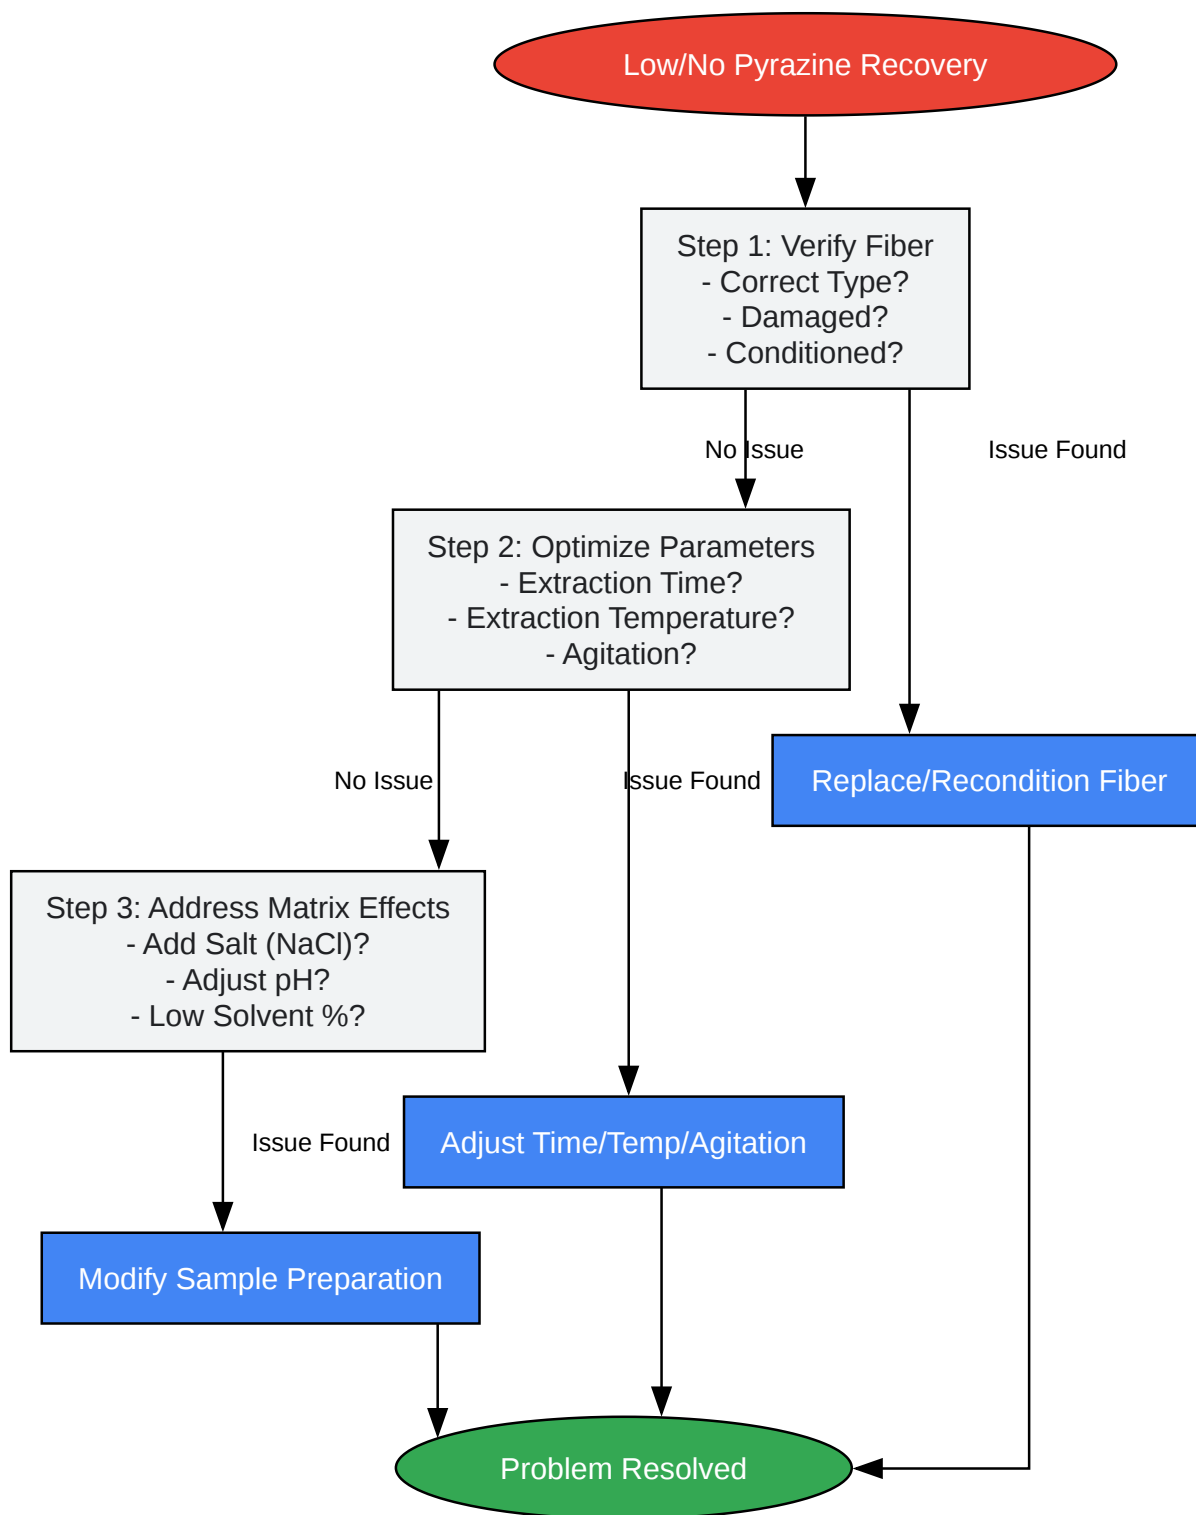 Low/No Pyrazine Recovery
Step 1: Verify Fiber
- Correct Type?
- Damaged?
- Conditioned?
No Issue
Issue Found
Step 2: Optimize Parameters
- Extraction Time?
- Extraction Temperature?
- Agitation?
No Issue
Issue Found
Replace/Recondition Fiber
Step 3: Address Matrix Effects
- Add Salt (NaCl)?
- Adjust pH?
- Low Solvent %?
Issue Found
Adjust Time/Temp/Agitation
Modify Sample Preparation
Problem Resolved